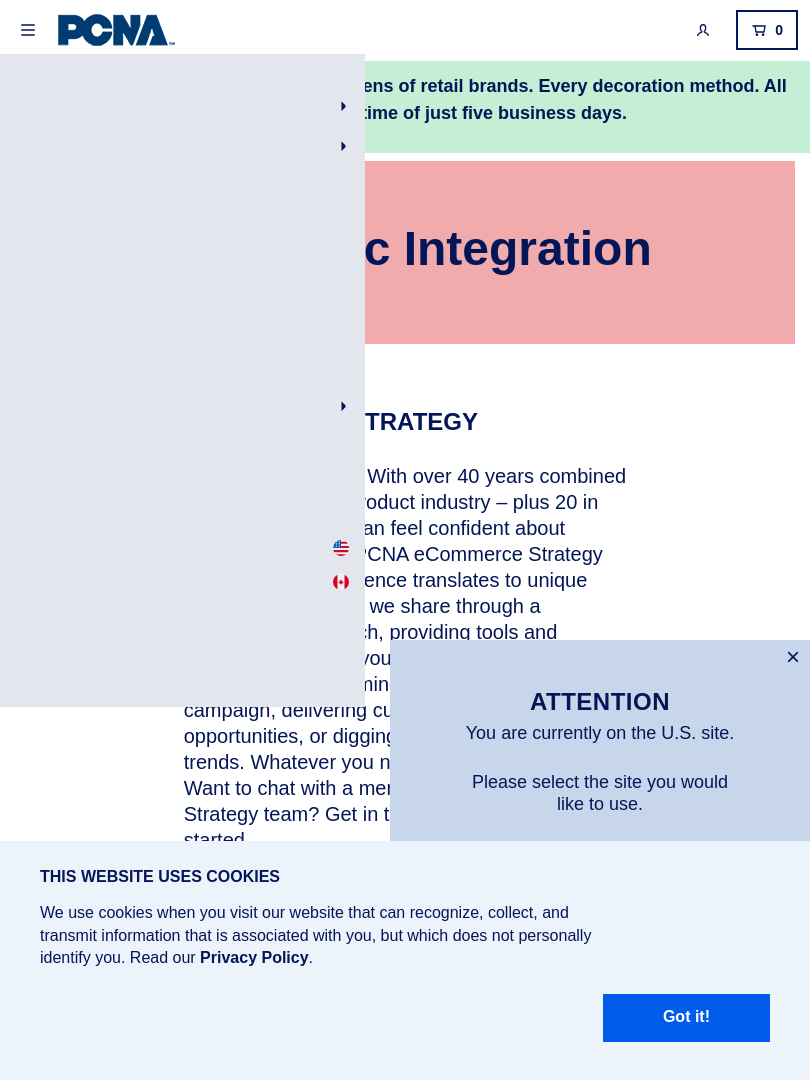 PCNA™
0
ens of retail brands. Every decoration method. All
time of just five business days.
c Integration
TRATEGY
With over 40 years combined
roduct industry – plus 20 in
an feel confident about
PCNA eCommerce Strategy
ence translates to unique
we share through a
ch, providing tools and
you
campaign, delivering cu
opportunities, or digging
trends. Whatever you n
Want to chat with a mem
Strategy team? Get in t
started
×
ATTENTION
You are currently on the U.S. site.
Please select the site you would
like to use.
THIS WEBSITE USES COOKIES
We use cookies when you visit our website that can recognize, collect, and
transmit information that is associated with you, but which does not personally
identify you. Read our Privacy Policy.
Got it!